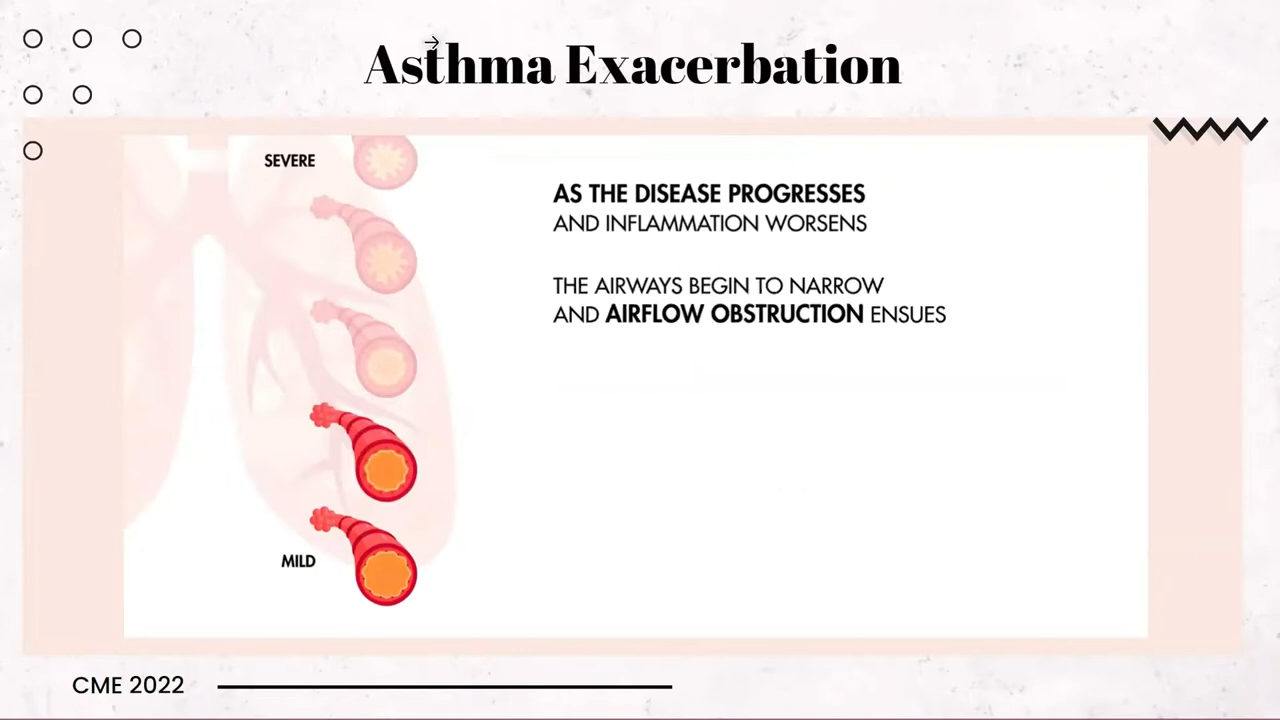 Asthma Exacerbation
SEVERE
AS THE DISEASE PROGRESSES
AND INFLAMMATION WORSENS
THE AIRWAYS BEGIN TO NARROW
AND AIRFLOW OBSTRUCTION ENSUES
MILD
CME 2022